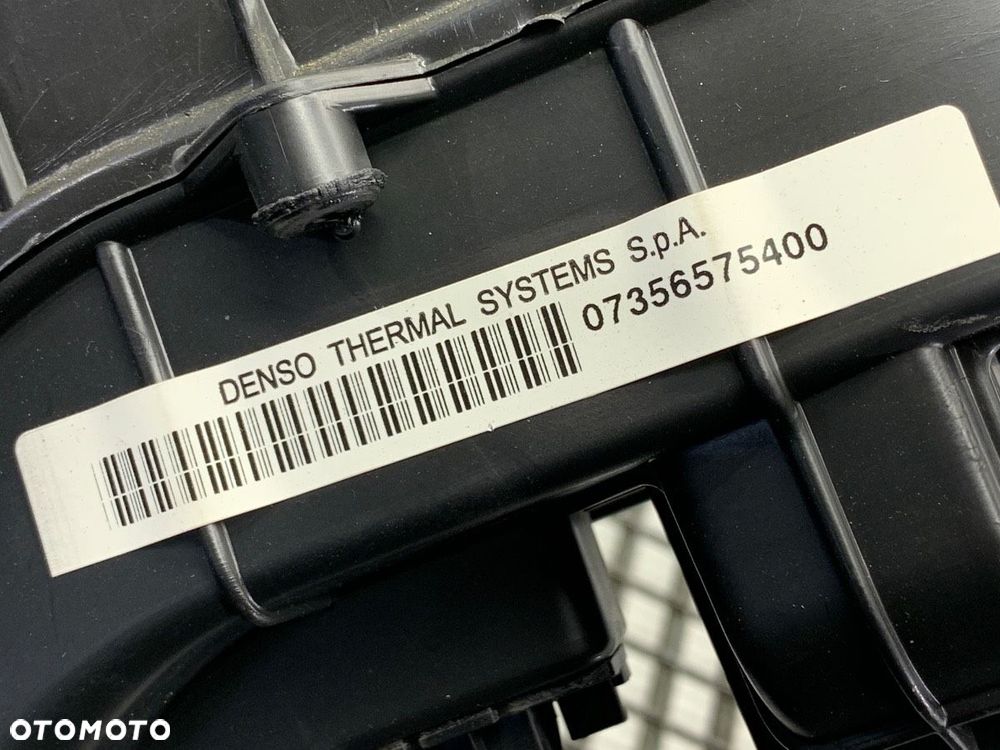 DENSO THERMAL SYSTEMS S.p.A.
07356575400
OTOMOTO